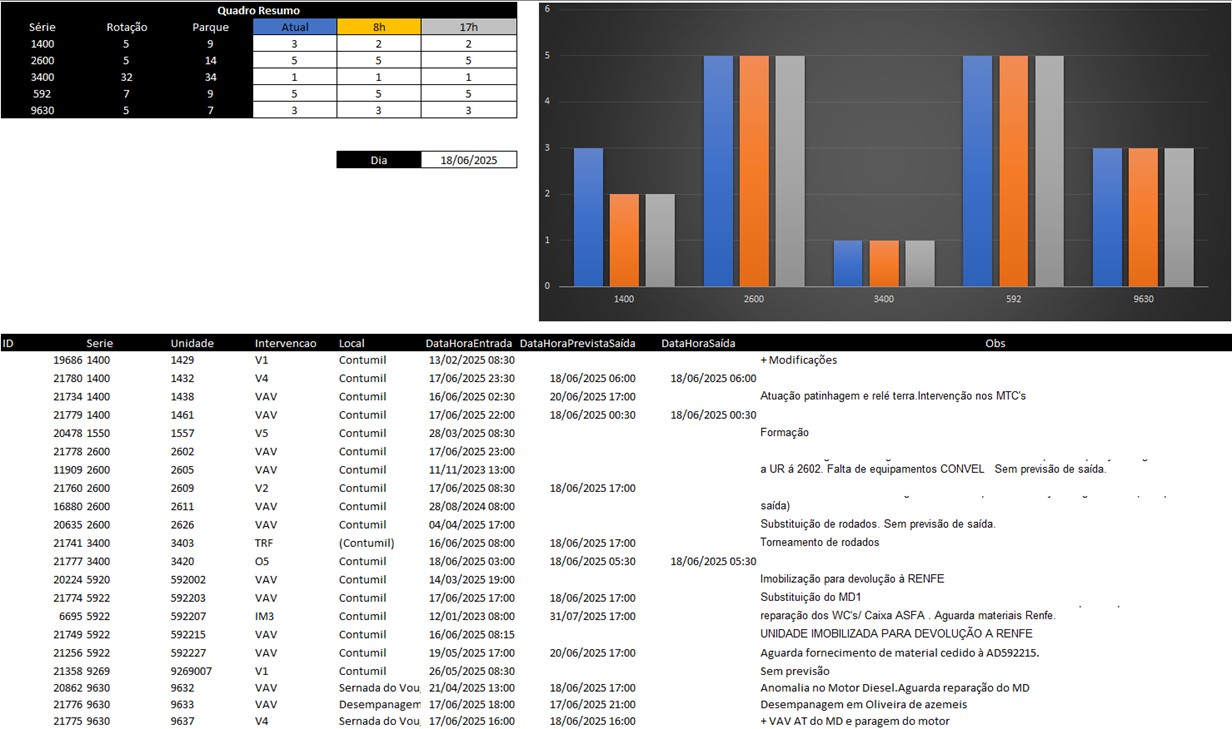 Quadro Resumo
Série Rotação Parque Atual 8h 17h
1400 5 9 3 2 2
2600 5 14 5 5 5
3400 32 34 1 1 1
592 7 9 5 5 5
9630 5 7 3 3 3
Dia 18/06/2025
6
5
4
3
2
1
0
1400 2600 3400 592 9630
ID Serie Unidade Intervencao Local DataHoraEntrada DataHoraPrevistaSaída DataHoraSaída Obs
19686 1400 1429 V1 Contumil 13/02/2025 08:30 + Modificações
21780 1400 1432 V4 Contumil 17/06/2025 23:30 18/06/2025 06:00 18/06/2025 06:00
21734 1400 1438 VAV Contumil 16/06/2025 02:30 20/06/2025 17:00 Atuação patinhagem e relé terra.Intervenção nos MTC's
21779 1400 1461 VAV Contumil 17/06/2025 22:00 18/06/2025 00:30 18/06/2025 00:30
20478 1550 1557 V5 Contumil 28/03/2025 08:30 Formação
21778 2600 2602 VAV Contumil 17/06/2025 23:00
11909 2600 2605 VAV Contumil 11/11/2023 13:00 a UR á 2602. Falta de equipamentos CONVEL Sem previsão de saída.
21760 2600 2609 V2 Contumil 17/06/2025 08:30 18/06/2025 17:00
16880 2600 2611 VAV Contumil 28/08/2024 08:00 saída)
20635 2600 2626 VAV Contumil 04/04/2025 17:00 Substituição de rodados. Sem previsão de saída.
21741 3400 3403 TRF (Contumil) 16/06/2025 08:00 18/06/2025 17:00 Torneamento de rodados
21777 3400 3420 O5 Contumil 18/06/2025 03:00 18/06/2025 05:30 18/06/2025 05:30
20224 5920 592002 VAV Contumil 14/03/2025 19:00 Imobilização para devolução à RENFE
21774 5922 592203 VAV Contumil 17/06/2025 17:00 18/06/2025 17:00 Substituição do MD1
6695 5922 592207 IM3 Contumil 12/01/2023 08:00 31/07/2025 17:00 reparação dos WC's/ Caixa ASFA . Aguarda materiais Renfe.
21749 5922 592215 VAV Contumil 16/06/2025 08:15 UNIDADE IMOBILIZADA PARA DEVOLUÇÃO A RENFE
21256 5922 592227 VAV Contumil 19/05/2025 17:00 20/06/2025 17:00 Aguarda fornecimento de material cedido à AD592215.
21358 9269 9269007 V1 Contumil 26/05/2025 08:30 Sem previsão
20862 9630 9632 VAV Sernada do Vou 21/04/2025 13:00 18/06/2025 17:00 Anomalia no Motor Diesel.Aguarda reparação do MD
21776 9630 9633 VAV Desempanagem 17/06/2025 18:00 17/06/2025 21:00 Desempanagem em Oliveira de azemeis
21775 9630 9637 V4 Sernada do Vou 17/06/2025 16:00 18/06/2025 16:00 + VAV AT do MD e paragem do motor